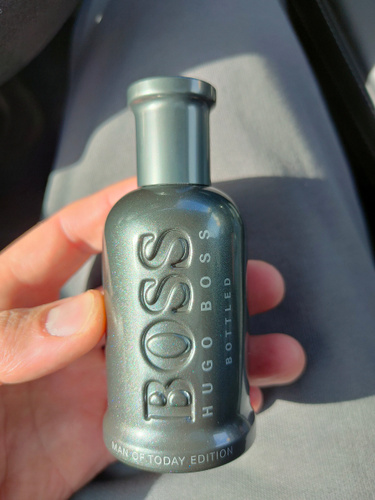 BOSS
HUGO BOSS
BOTTLED
MAN OF TODAY EDITION